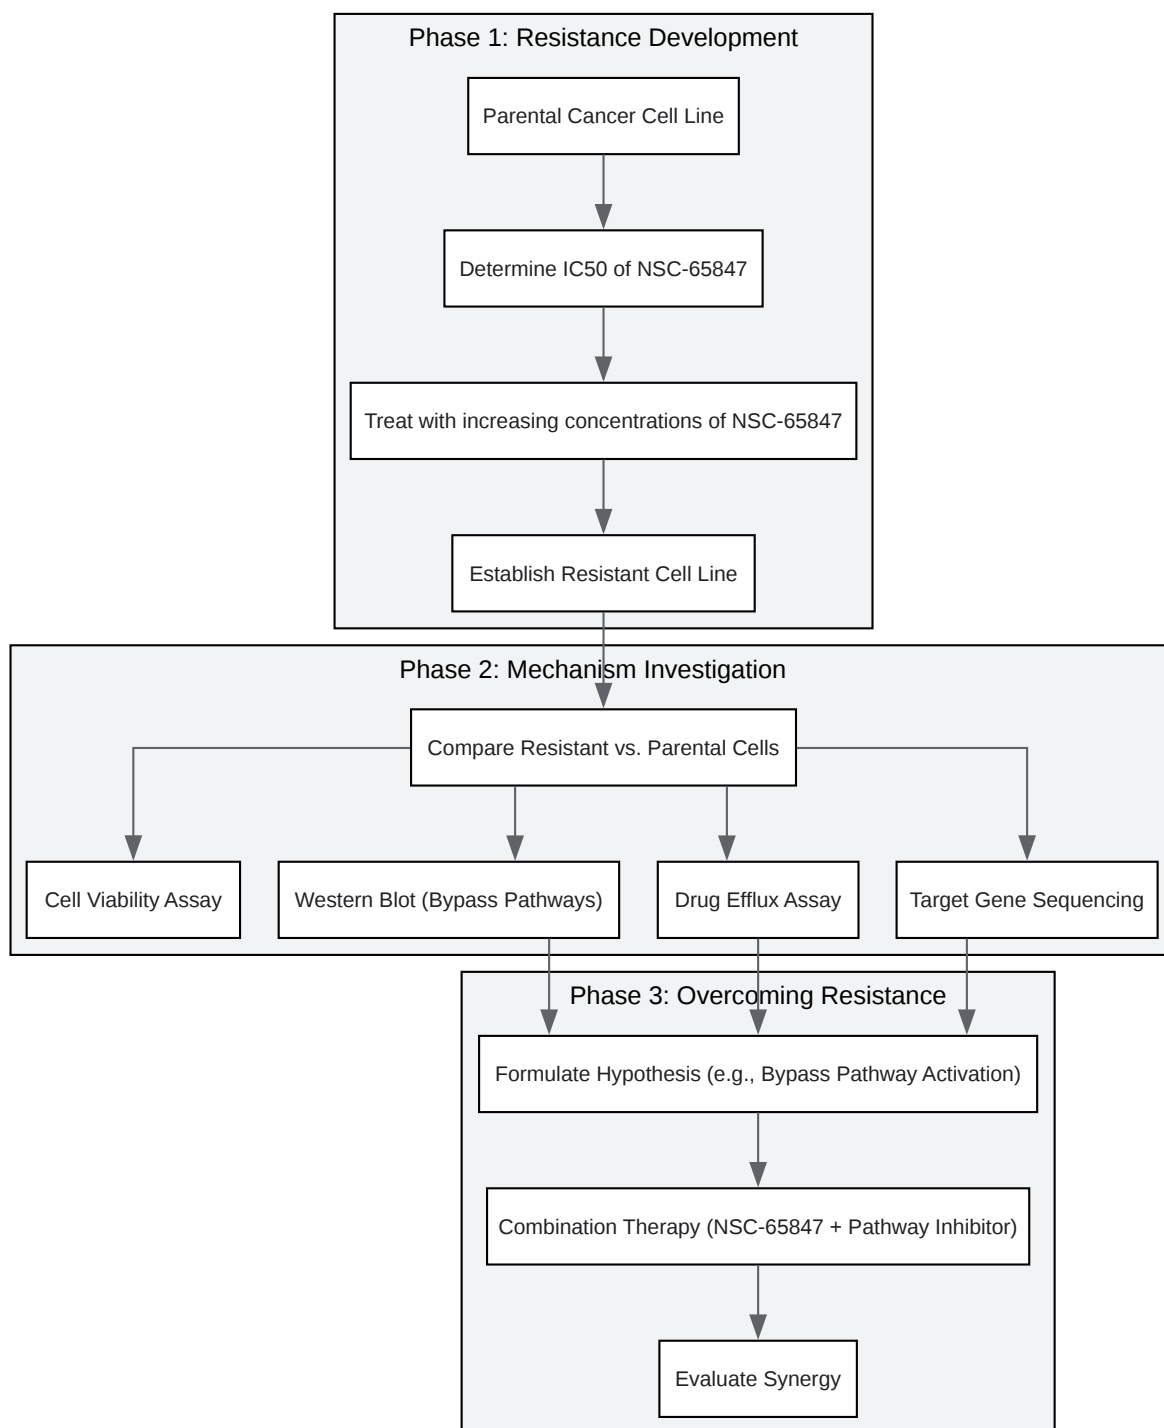 Phase 1: Resistance Development
Parental Cancer Cell Line
Determine IC50 of NSC-65847
Treat with increasing concentrations of NSC-65847
Establish Resistant Cell Line
Phase 2: Mechanism Investigation
Compare Resistant vs. Parental Cells
Cell Viability Assay
Western Blot (Bypass Pathways)
Drug Efflux Assay
Target Gene Sequencing
Phase 3: Overcoming Resistance
Formulate Hypothesis (e.g., Bypass Pathway Activation)
Combination Therapy (NSC-65847 + Pathway Inhibitor)
Evaluate Synergy